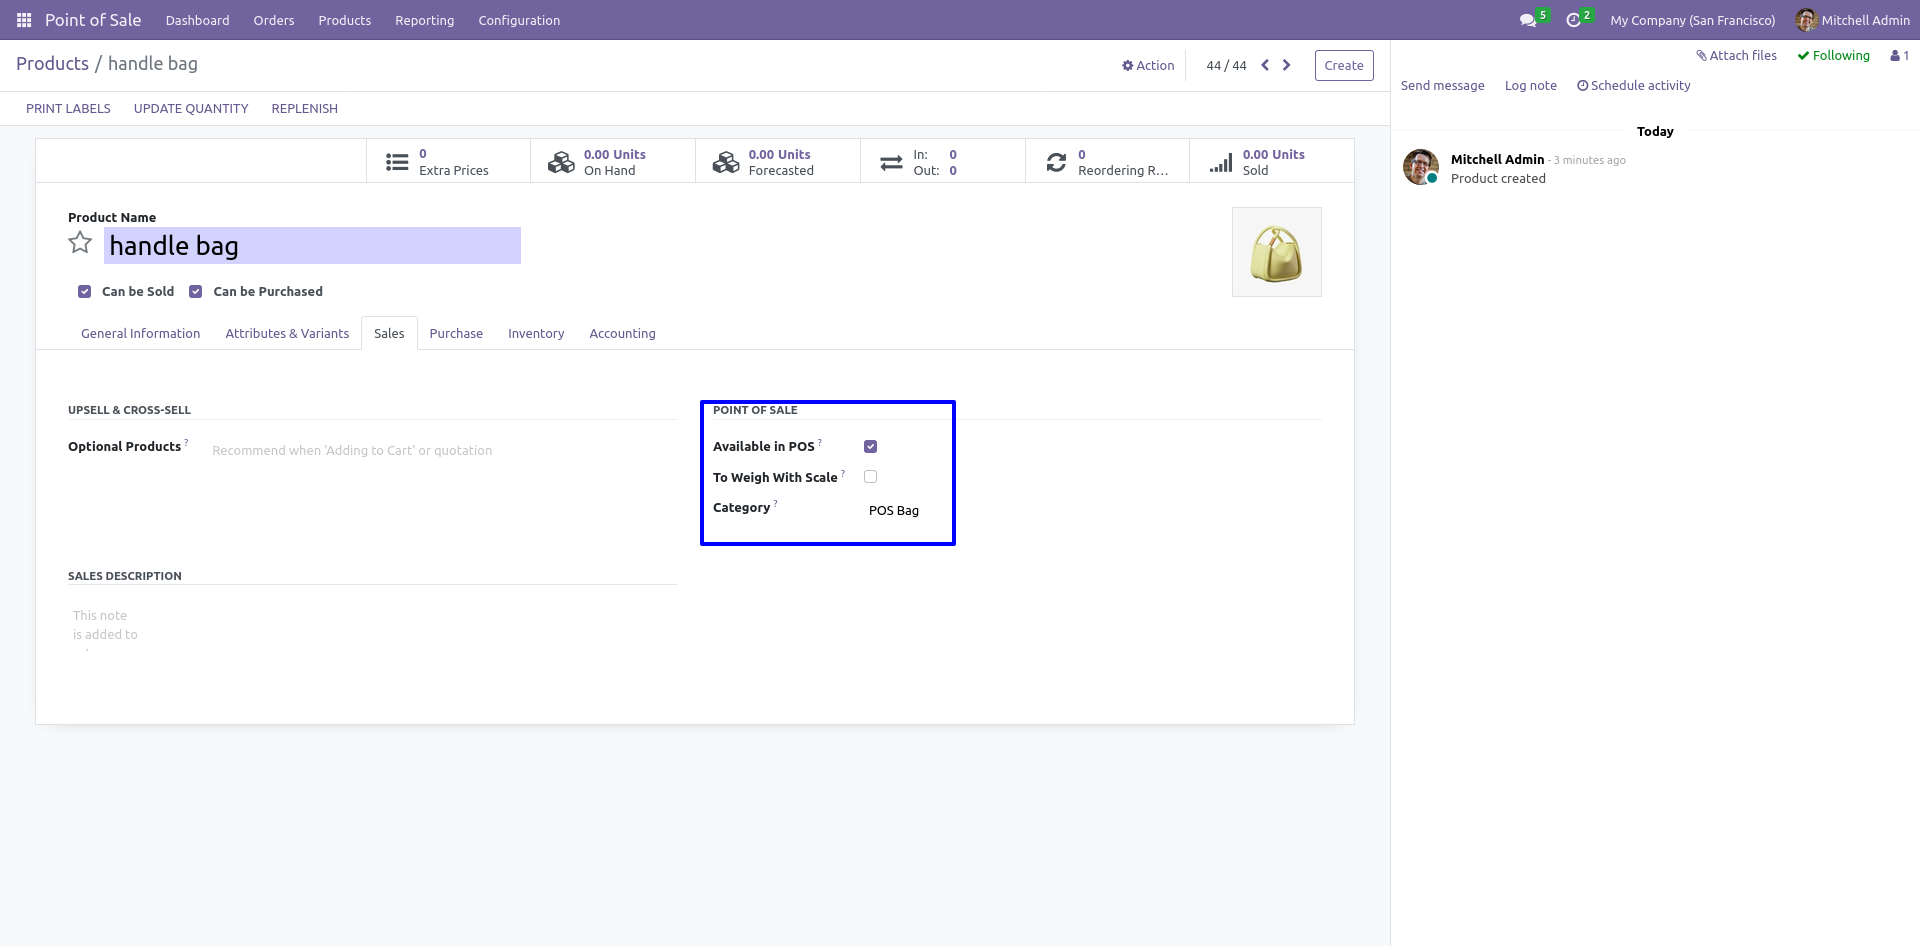 Point of Sale Dashboard Orders Products Reporting Configuration 5 2 My Company (San Francisco) Mitchell Admin
Products / handle bag
Action 44 / 44 Create
PRINT LABELS UPDATE QUANTITY REPLENISH
0 Extra Prices
0.00 Units On Hand
0.00 Units Forecasted
In: 0
Out: 0
0 Reordering R...
0.00 Units Sold
Product Name
handle bag
Can be Sold Can be Purchased
General Information Attributes & Variants Sales Purchase Inventory Accounting
UPSELL & CROSS-SELL
Optional Products ? Recommend when 'Adding to Cart' or quotation
POINT OF SALE
Available in POS ?
To Weigh With Scale ?
Category ? POS Bag
SALES DESCRIPTION
This note
is added to
Attach files Following 1
Send message Log note Schedule activity
Today
Mitchell Admin - 3 minutes ago
Product created